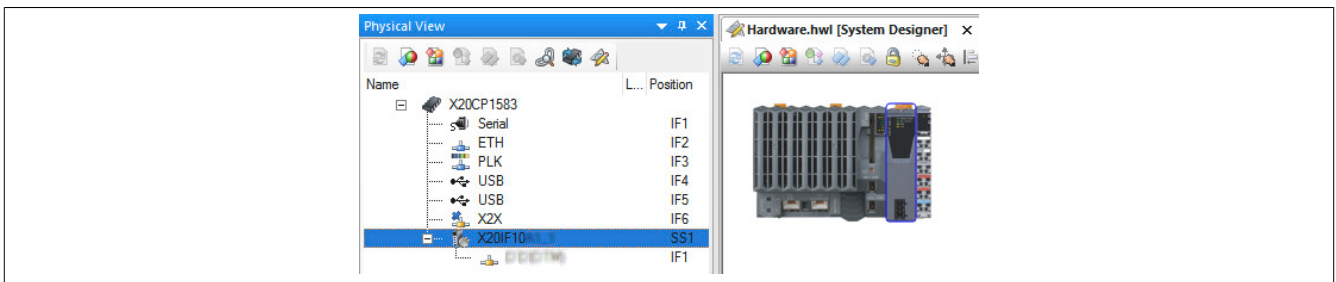 Physical View
Hardware.hwl [System Designer]
Name L... Position
X20CP1583
Serial IF1
ETH IF2
PLK IF3
USB IF4
USB IF5
X2X IF6
X20IF10 SS1
IF1